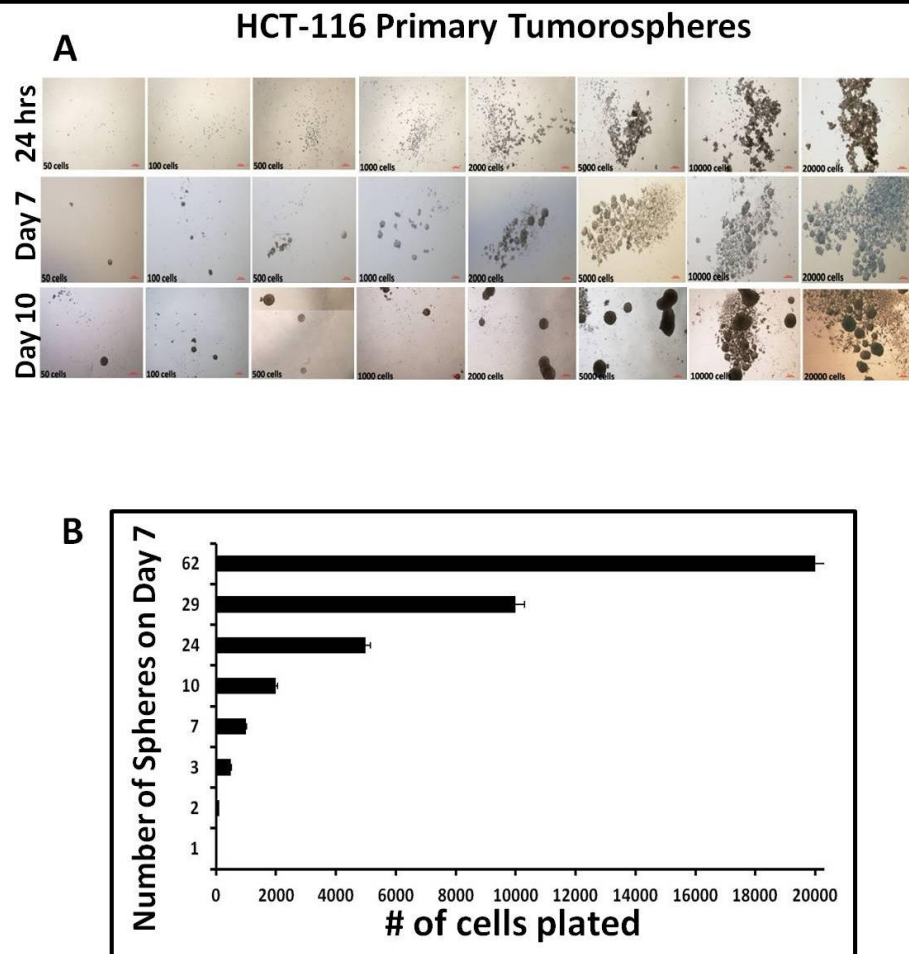 HCT-116 Primary Tumorospheres
A
24 hrs
50 cells 100 cells 500 cells 1000 cells 2000 cells 5000 cells 10000 cells 20000 cells
Day 7
50 cells 100 cells 500 cells 1000 cells 2000 cells 5000 cells 10000 cells 20000 cells
Day 10
50 cells 100 cells 500 cells 1000 cells 2000 cells 5000 cells 10000 cells 20000 cells
B
Number of Spheres on Day 7
62
29
24
10
7
3
2
1
0 2000 4000 6000 8000 10000 12000 14000 16000 18000 20000
# of cells plated